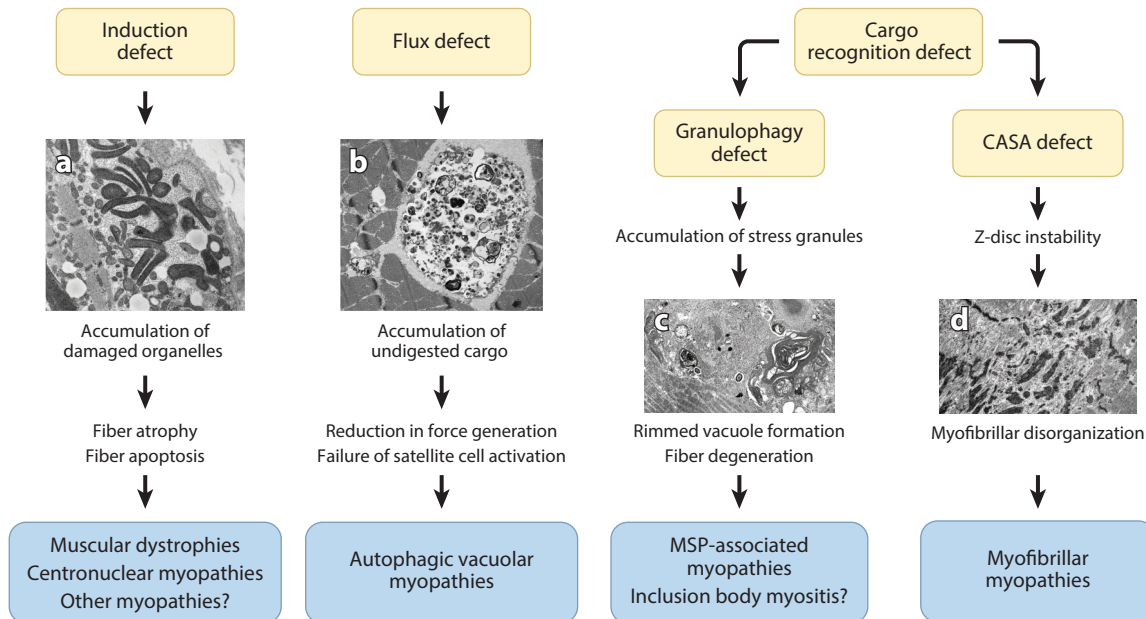 Induction
defect
a
Accumulation of
damaged organelles
Fiber atrophy
Fiber apoptosis
Muscular dystrophies
Centronuclear myopathies
Other myopathies?
Flux defect
b
Accumulation of
undigested cargo
Reduction in force generation
Failure of satellite cell activation
Autophagic vacuolar
myopathies
Cargo
recognition defect
Granulophagy
defect
Accumulation of stress granules
c
Rimmed vacuole formation
Fiber degeneration
MSP-associated
myopathies
Inclusion body myositis?
CASA defect
Z-disc instability
d
Myofibrillar disorganization
Myofibrillar
myopathies